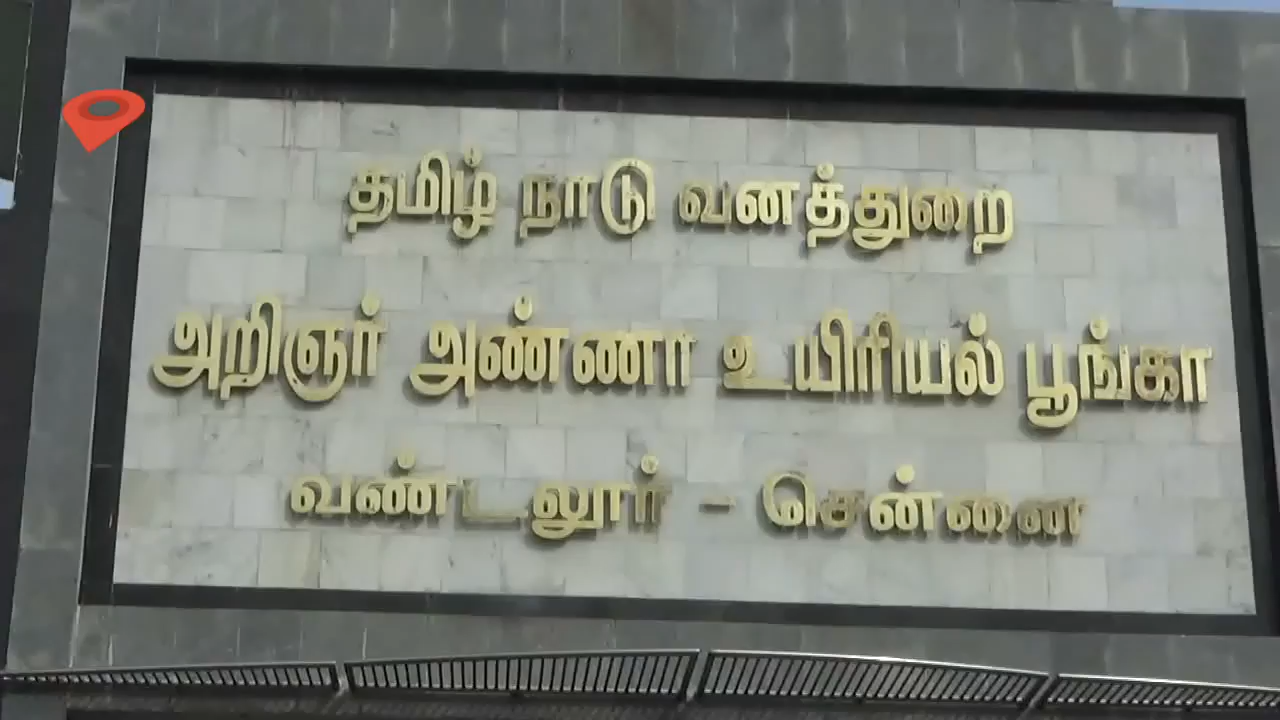 தமிழ் நாடு வனத்துறை
அறிஞர் அண்ணா உயிரியல் பூங்கா
வண்டலூர் - சென்னை